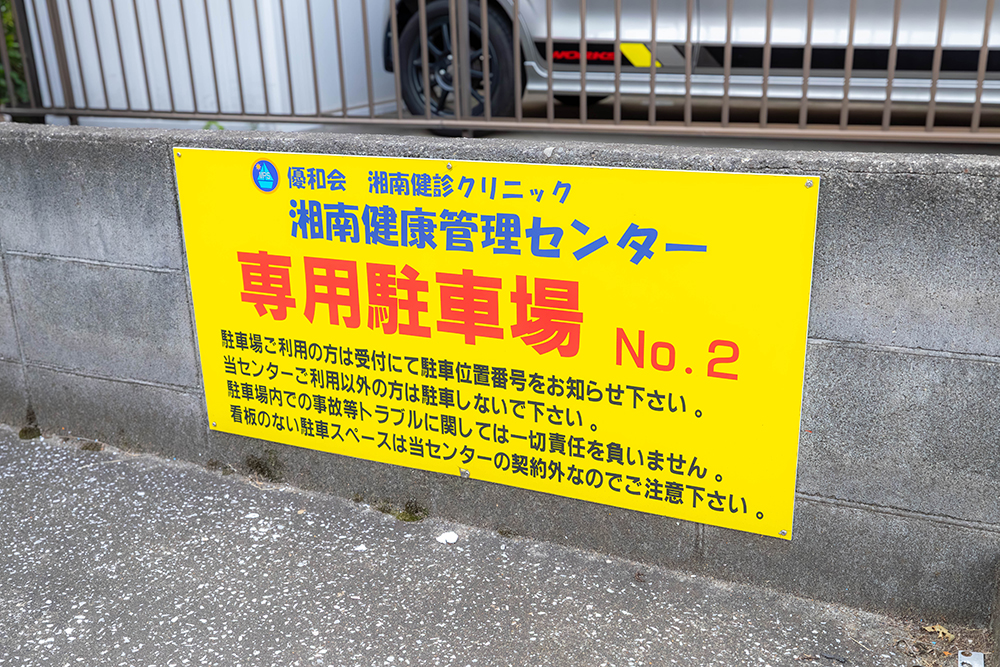 WORKS
優和会　湘南健診クリニック
湘南健康管理センター
専用駐車場 No.2
駐車場ご利用の方は受付にて駐車位置番号をお知らせ下さい。
当センターご利用以外の方は駐車しないで下さい。
駐車場内での事故等トラブルに関しては一切責任を負いません。
看板のない駐車スペースは当センターの契約外なのでご注意下さい。